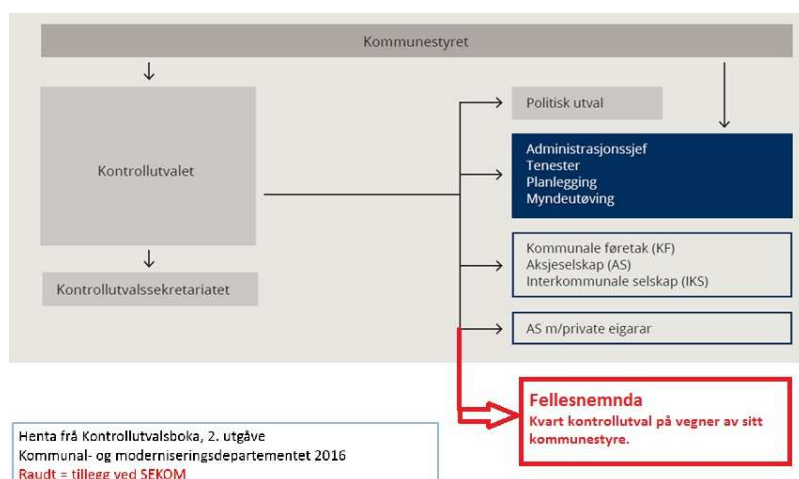 Kommunestyret
Kontrollutvalet
Kontrollutvalssekretariatet
Politisk utval
Administrasjonssjef
Tenester
Planlegging
Myndeutøving
Kommunale føretak (KF)
Aksjeselskap (AS)
Interkommunale selskap (IKS)
AS m/private eigarar
Fellesnemnda
Kvart kontrollutval på vegner av sitt
kommunestyre.
Henta frå Kontrollutvalsboka, 2. utgåve
Kommunal- og moderniseringsdepartementet 2016
Raudt = tillegg ved SEKOM